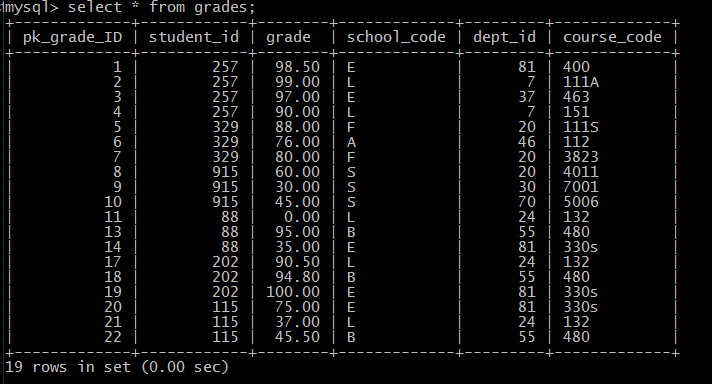 mysql> select * from grades;
+-------------+------------+--------+-------------+---------+-------------+
| pk_grade_ID | student_id | grade  | school_code | dept_id | course_code |
+-------------+------------+--------+-------------+---------+-------------+
|           1 |        257 |  98.50 | E           |      81 | 400         |
|           2 |        257 |  99.00 | L           |       7 | 111A        |
|           3 |        257 |  97.00 | E           |      37 | 463         |
|           4 |        257 |  90.00 | L           |       7 | 151         |
|           5 |        329 |  88.00 | F           |      20 | 111S        |
|           6 |        329 |  76.00 | A           |      46 | 112         |
|           7 |        329 |  80.00 | F           |      20 | 3823        |
|           8 |        915 |  60.00 | S           |      20 | 4011        |
|           9 |        915 |  30.00 | S           |      30 | 7001        |
|          10 |        915 |  45.00 | S           |      70 | 5006        |
|          11 |         88 |   0.00 | L           |      24 | 132         |
|          13 |         88 |  95.00 | B           |      55 | 480         |
|          14 |         88 |  35.00 | E           |      81 | 330s        |
|          17 |        202 |  90.50 | L           |      24 | 132         |
|          18 |        202 |  94.80 | B           |      55 | 480         |
|          19 |        202 | 100.00 | E           |      81 | 330s        |
|          20 |        115 |  75.00 | E           |      81 | 330s        |
|          21 |        115 |  37.00 | L           |      24 | 132         |
|          22 |        115 |  45.50 | B           |      55 | 480         |
+-------------+------------+--------+-------------+---------+-------------+
19 rows in set (0.00 sec)